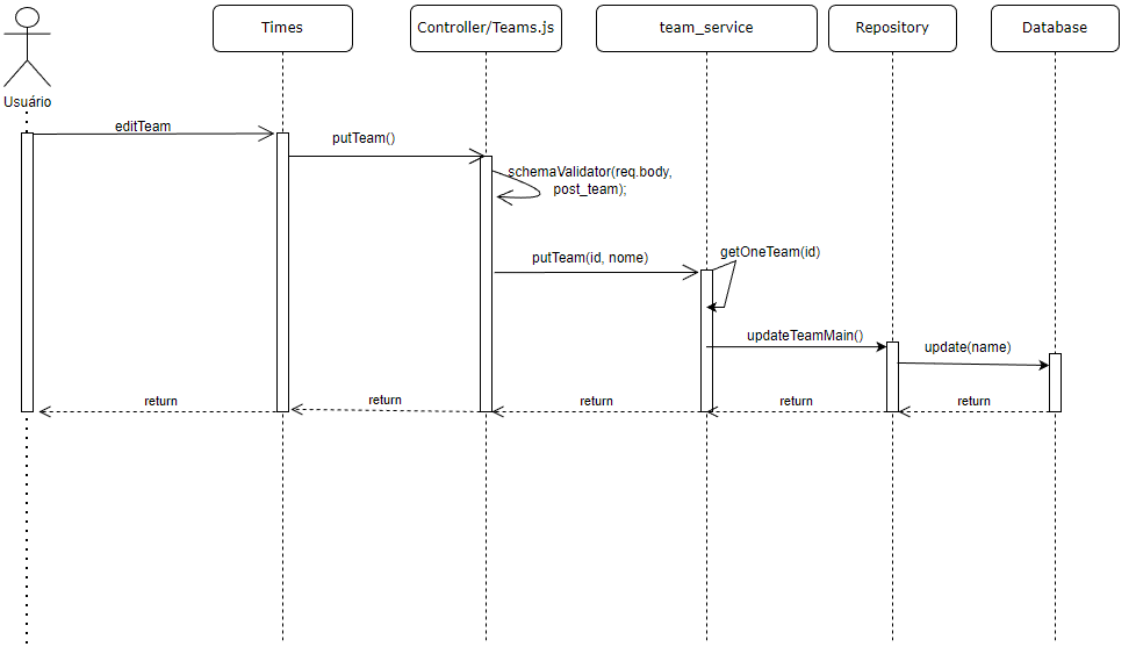 Times
Controller/Teams.js
team_service
Repository
Database
Usuário
editTeam
putTeam()
schemaValidator(req.body,
post_team);
putTeam(id, nome)
getOneTeam(id)
updateTeamMain()
update(name)
return
return
return
return
return